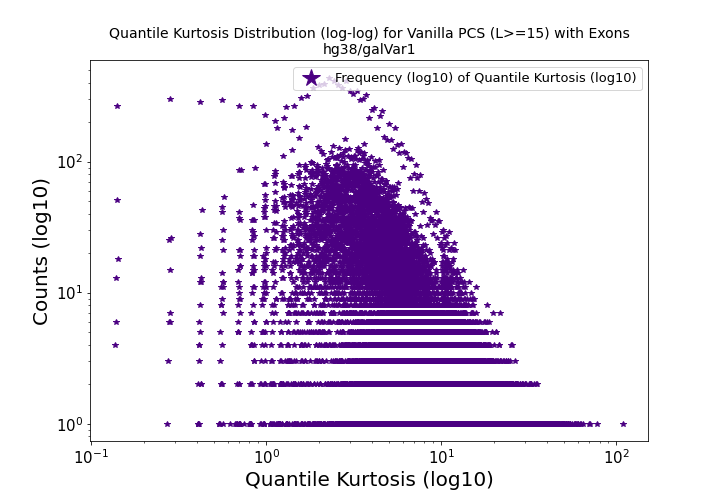 Quantile Kurtosis Distribution (log-log) for Vanilla PCS (L>=15) with Exons
hg38/galVar1
Frequency (log10) of Quantile Kurtosis (log10)
Counts (log10)
10²
10¹
10⁰
10⁻¹ 10⁰ 10¹ 10²
Quantile Kurtosis (log10)